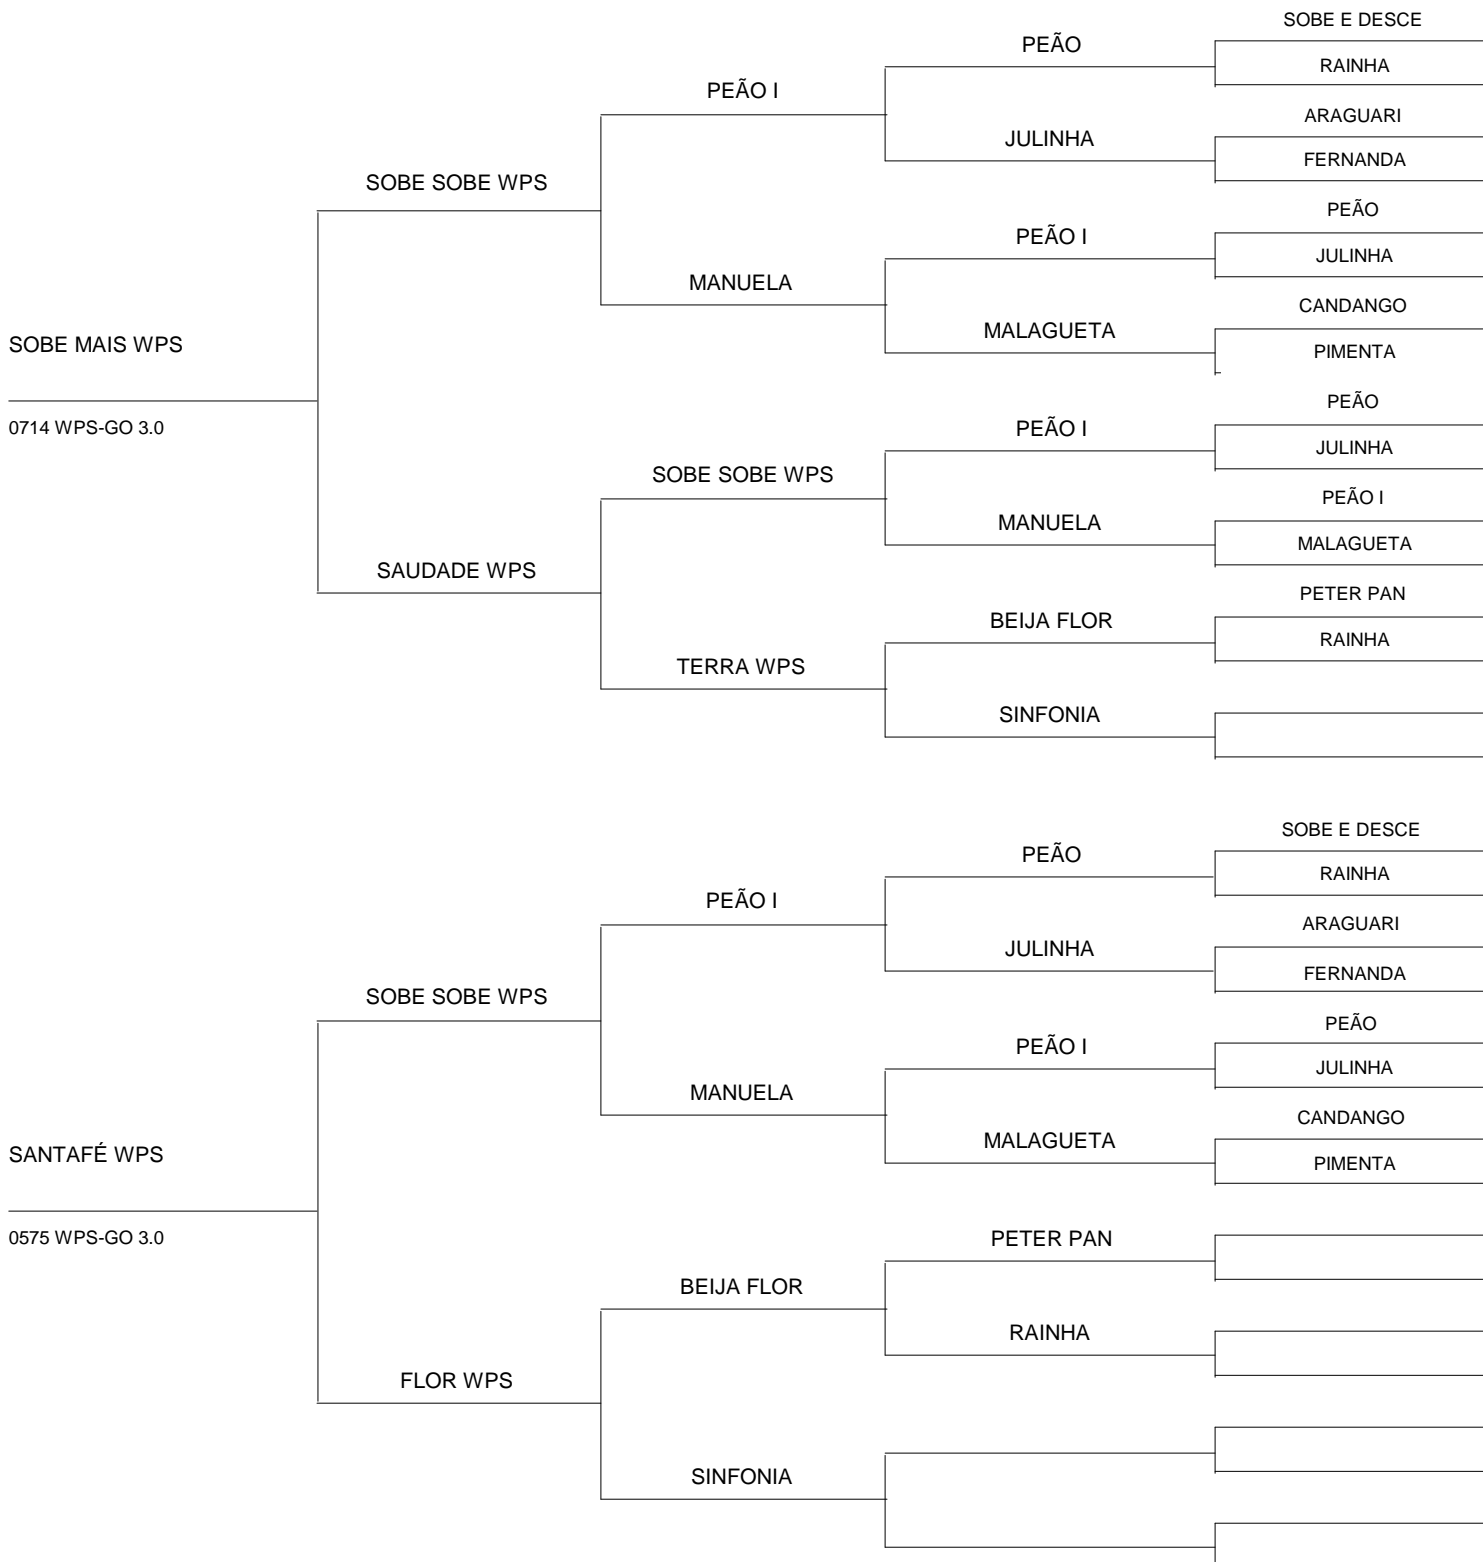 SOBE E DESCE
PEÃO
RAINHA
PEÃO I
ARAGUARI
JULINHA
FERNANDA
SOBE SOBE WPS
PEÃO
PEÃO I
JULINHA
MANUELA
CANDANGO
MALAGUETA
SOBE MAIS WPS
PIMENTA
PEÃO
0714 WPS-GO 3.0
PEÃO I
JULINHA
SOBE SOBE WPS
PEÃO I
MANUELA
MALAGUETA
SAUDADE WPS
PETER PAN
BEIJA FLOR
RAINHA
TERRA WPS
SINFONIA
SOBE E DESCE
PEÃO
RAINHA
PEÃO I
ARAGUARI
JULINHA
FERNANDA
SOBE SOBE WPS
PEÃO
PEÃO I
JULINHA
MANUELA
CANDANGO
MALAGUETA
SANTAFÉ WPS
PIMENTA
0575 WPS-GO 3.0
PETER PAN
BEIJA FLOR
RAINHA
FLOR WPS
SINFONIA